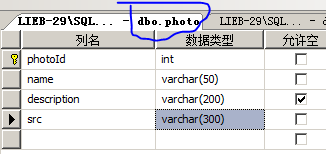 LIEB-29\SQL... - dbo.photo LIEB-29\SQL... - d
列名 数据类型 允许空
photoId int
name varchar(50)
description varchar(200)
src varchar(300)